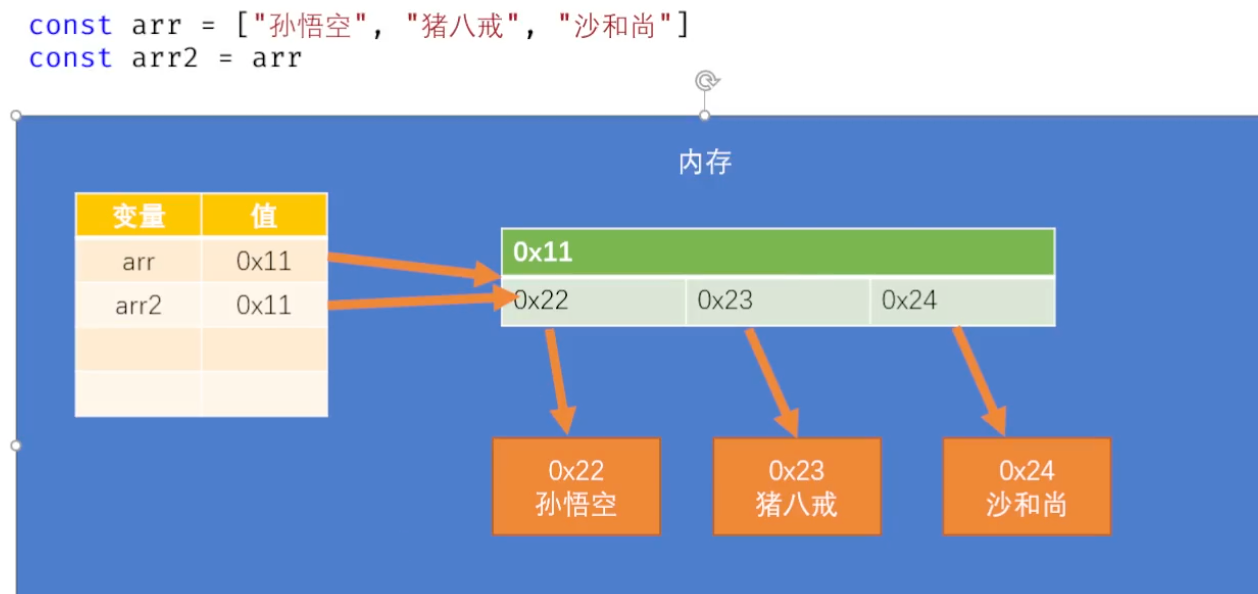 const arr = ["孙悟空", "猪八戒", "沙和尚"]
const arr2 = arr
内存
变量 值
arr 0x11
arr2 0x11
0x11
0x22 0x23 0x24
0x22
孙悟空
0x23
猪八戒
0x24
沙和尚